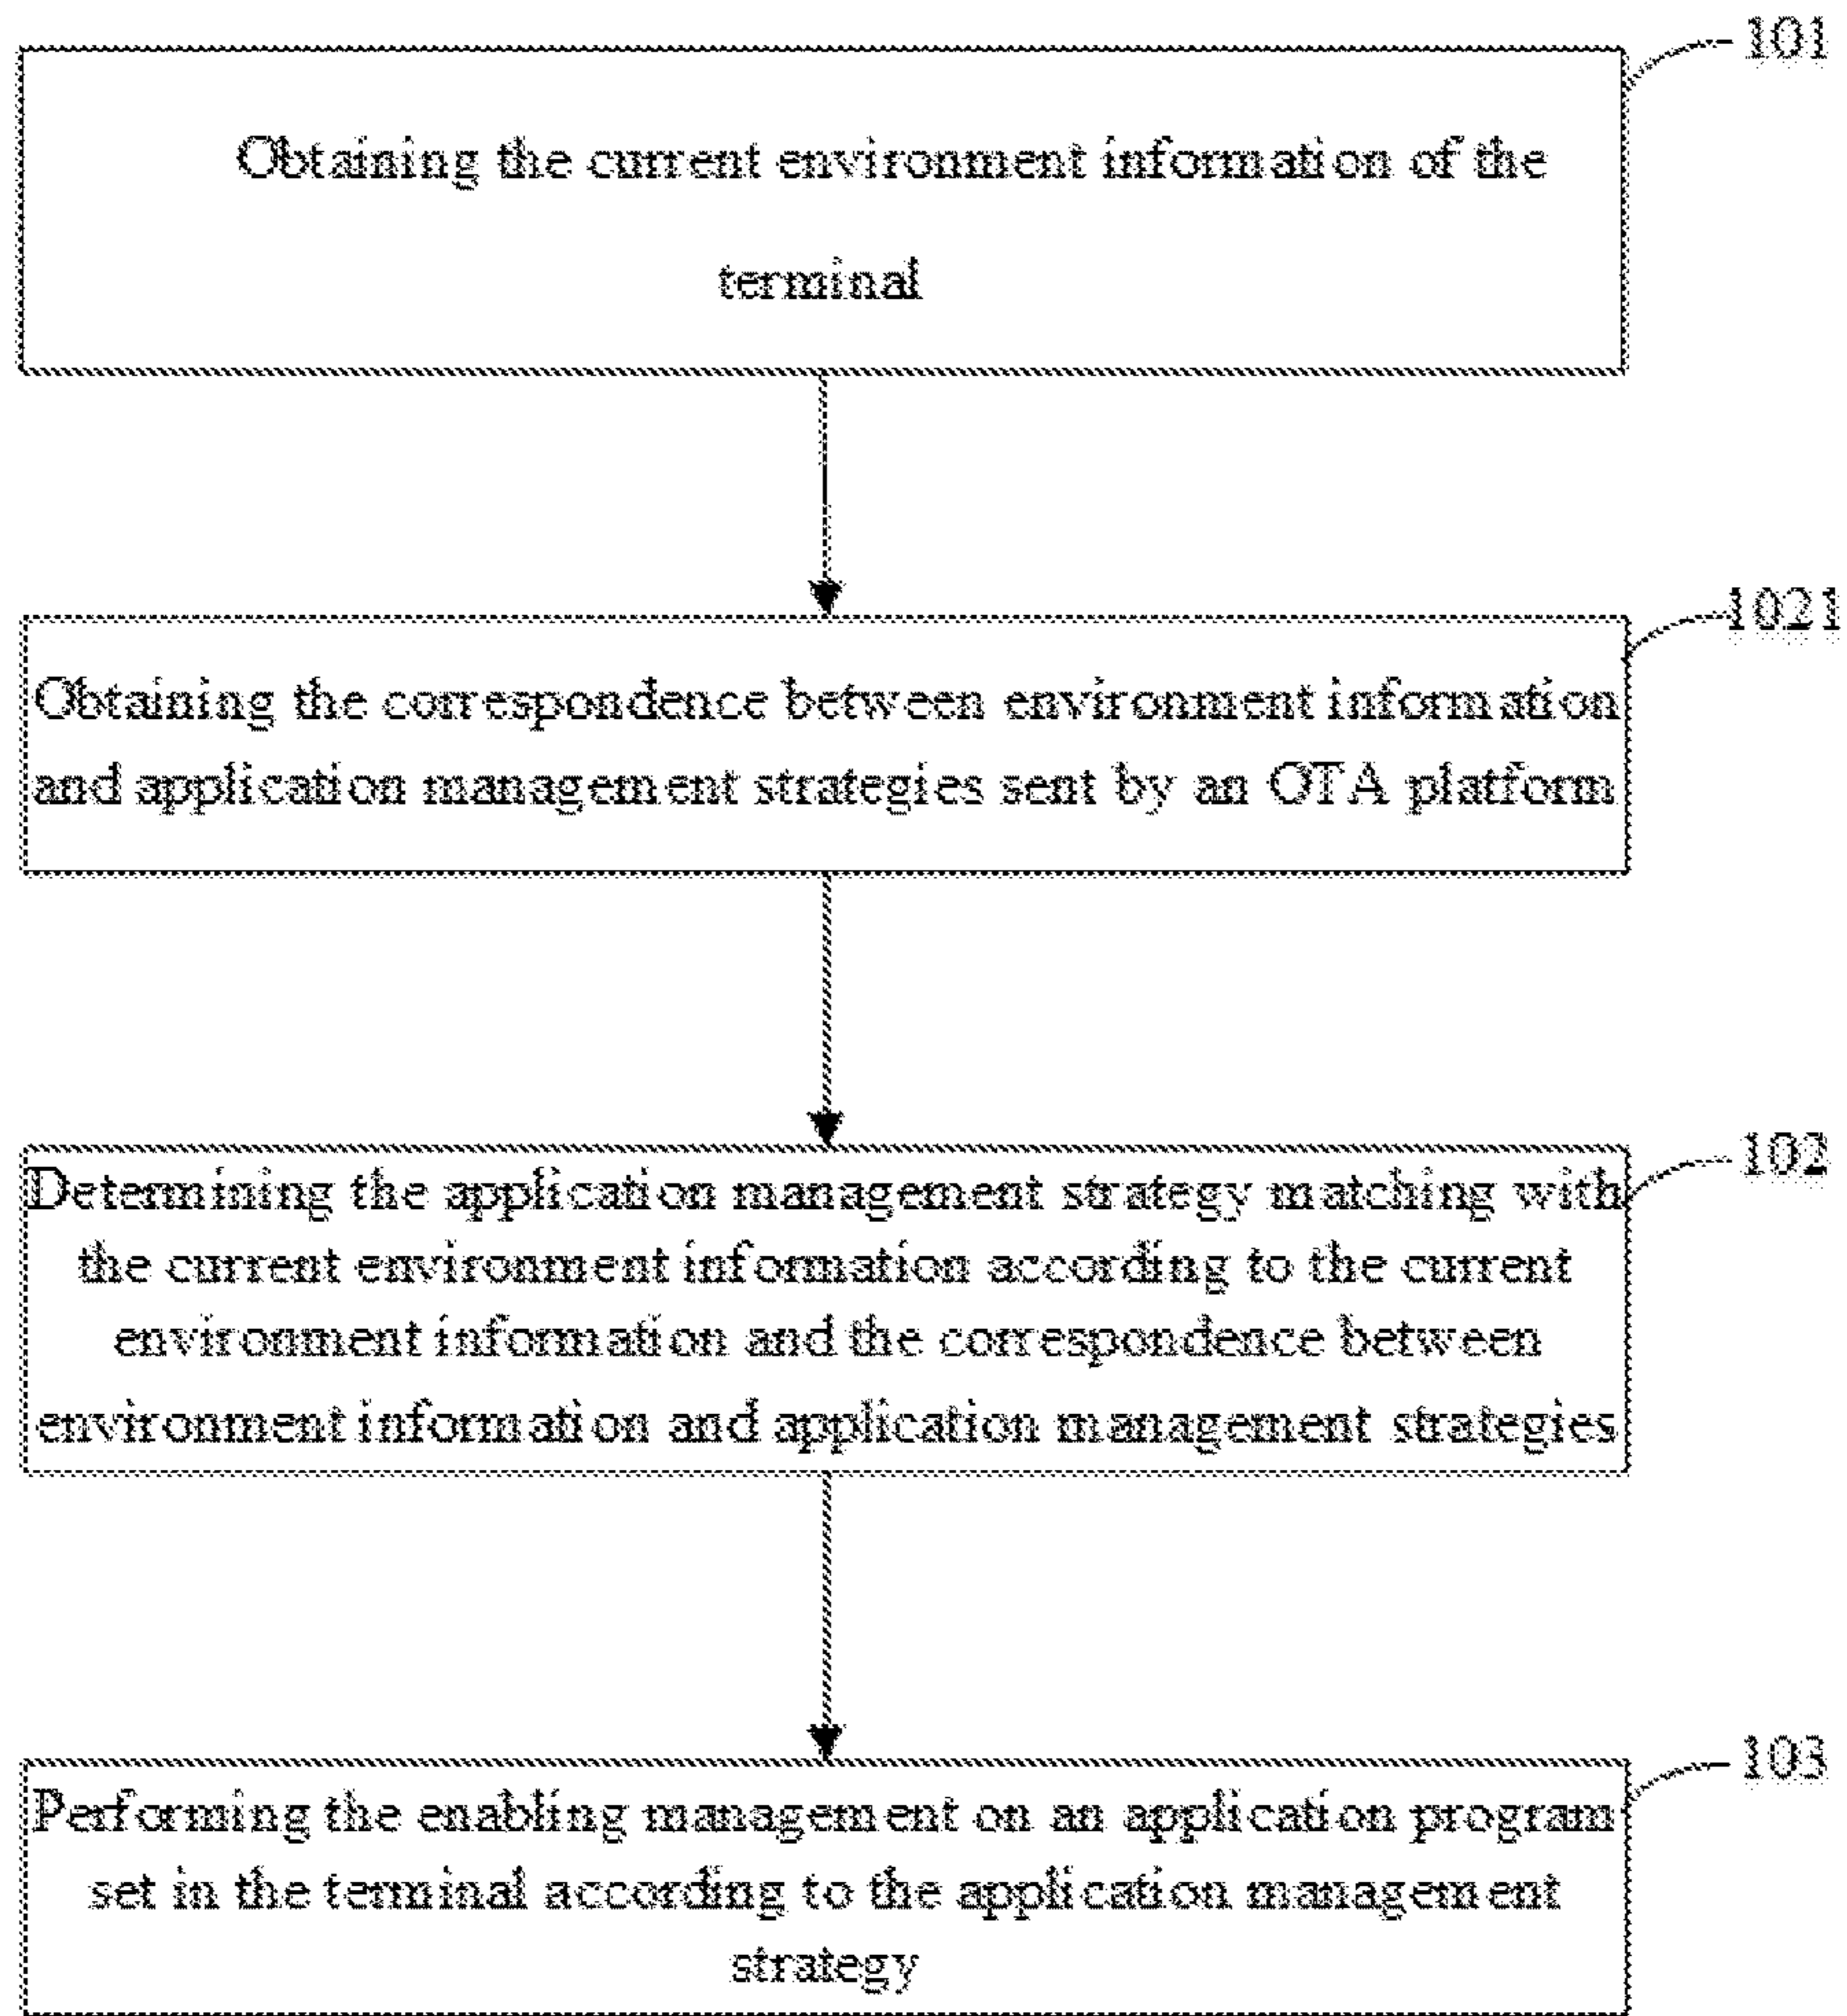 101
Obtaining the current environment information of the
terminal
1021
Obtaining the correspondence between environment information
and application management strategies sent by an OTA platform
102
Determining the application management strategy matching with
the current environment information according to the current
environment information and the correspondence between
environment information and application management strategies
103
Performing the enabling management on an application program
set in the terminal according to the application management
strategy